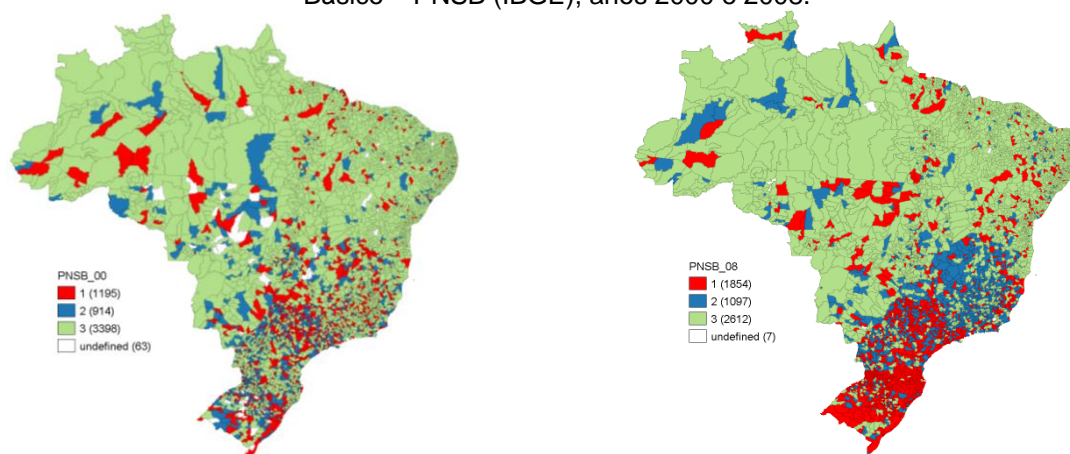 Básico – PNSB (IBGE), anos 2000 e 2008.
PNSB_00
1 (1195)
2 (914)
3 (3398)
undefined (63)
PNSB_08
1 (1854)
2 (1097)
3 (2612)
undefined (7)